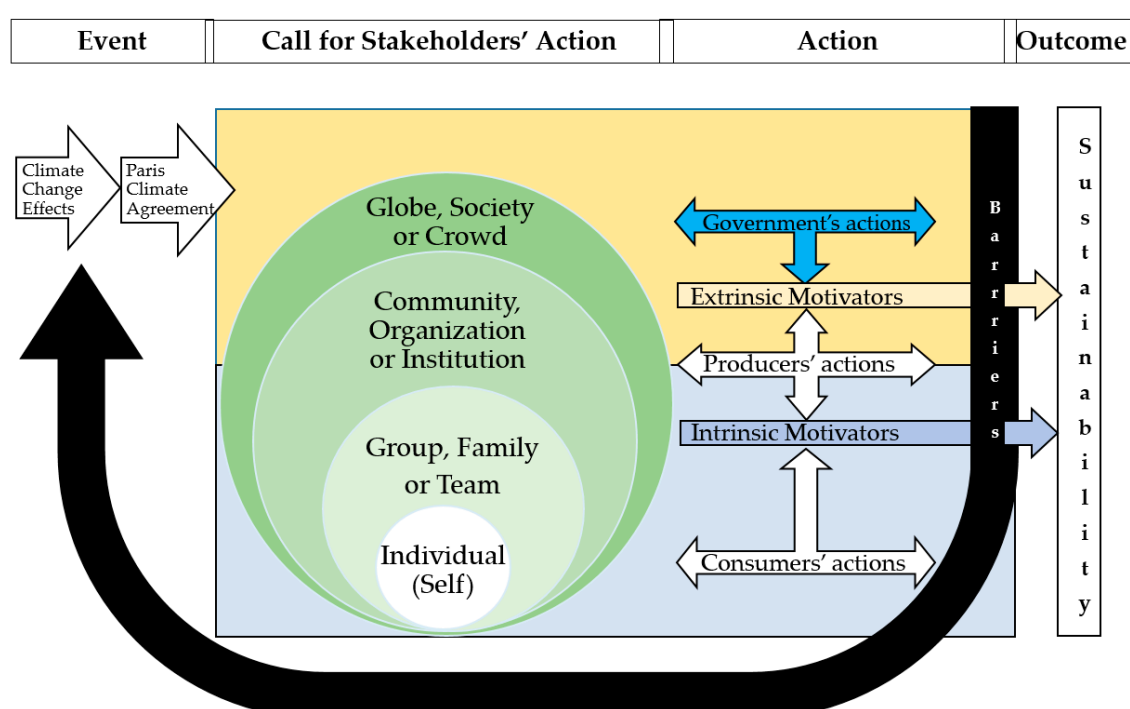 Event
Call for Stakeholders’ Action
Action
Outcome
Climate
Change
Effects
Paris
Climate
Agreement
Globe, Society
or Crowd
Community,
Organization
or Institution
Group, Family
or Team
Individual
(Self)
Government’s actions
Extrinsic Motivators
Producers’ actions
Intrinsic Motivators
Consumers’ actions
Barrriers
Sustainability